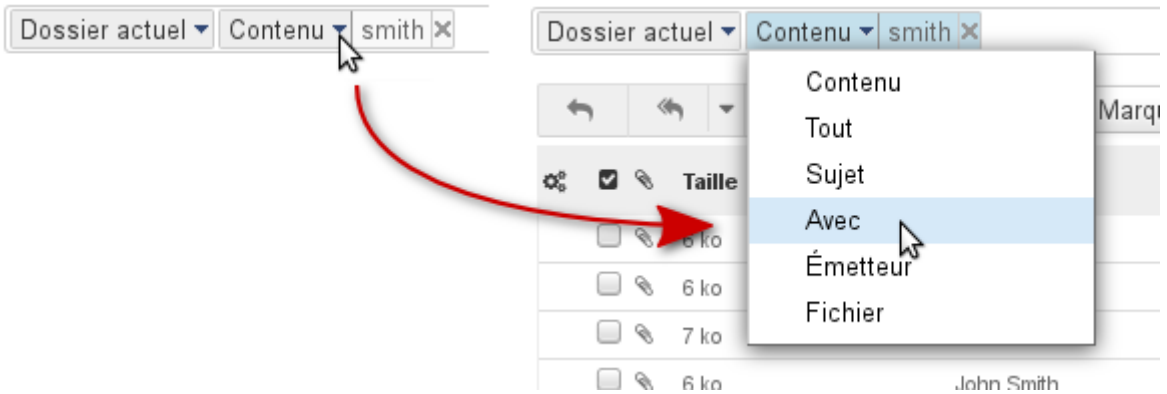 Dossier actuel Contenu smith
Dossier actuel Contenu smith
Contenu
Tout
Sujet
Avec
Émetteur
Fichier
Marqu
Taille
6 ko
6 ko
7 ko
6 ko John Smith